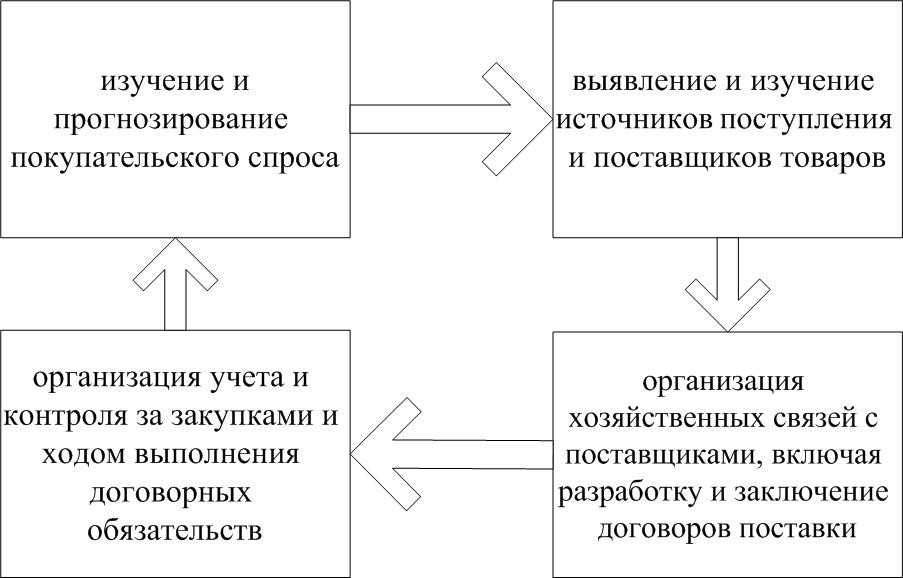 изучение и
прогнозирование
покупательского спроса
выявление и изучение
источников поступления
и поставщиков товаров
организация учета и
контроля за закупками и
ходом выполнения
договорных
обязательств
организация
хозяйственных связей с
поставщиками, включая
разработку и заключение
договоров поставки